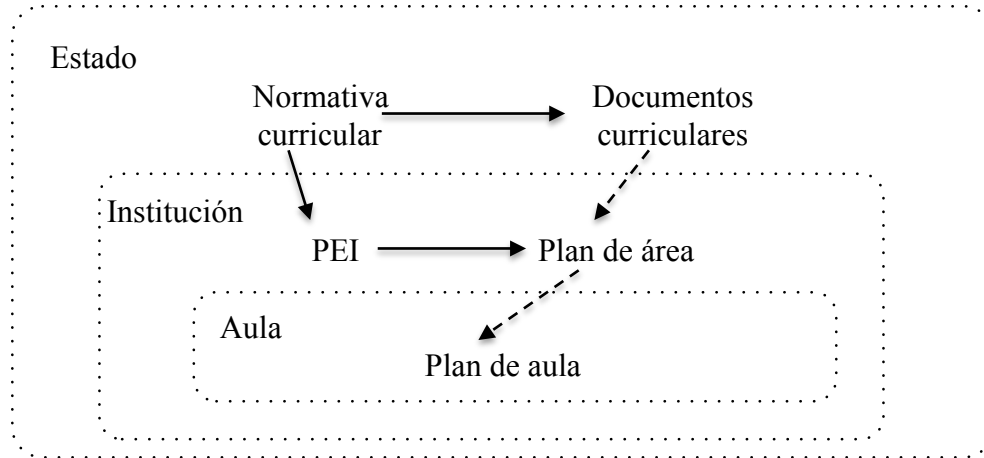 Estado
Normativa
curricular
Documentos
curriculares
Institución
PEI
Plan de área
Aula
Plan de aula